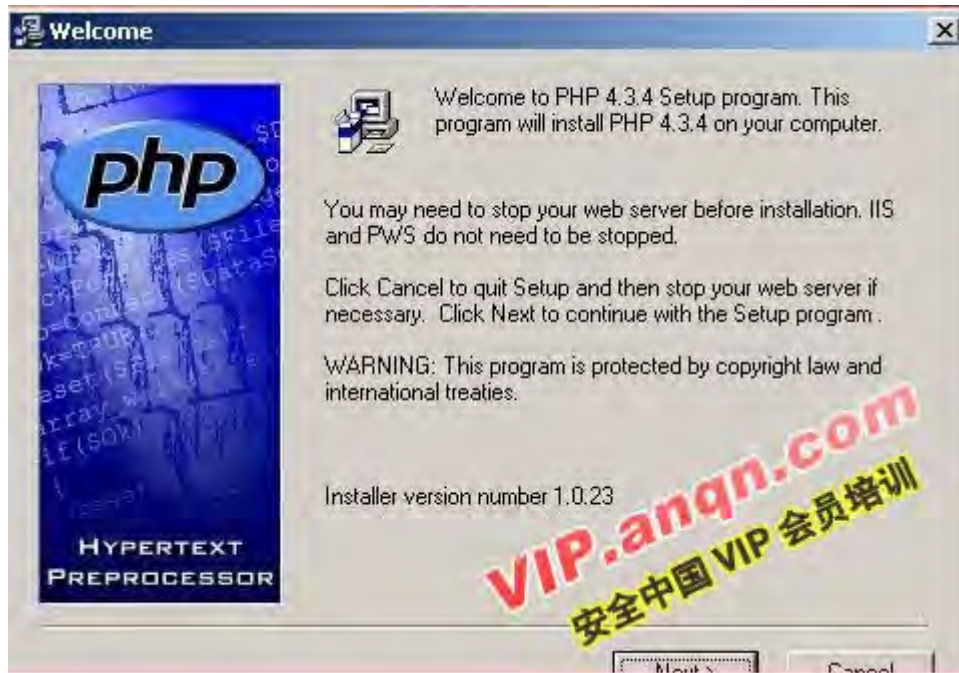 Welcome
php
Welcome to PHP 4.3.4 Setup program. This
program will install PHP 4.3.4 on your computer.
You may need to stop your web server before installation. IIS
and PWS do not need to be stopped.
Click Cancel to quit Setup and then stop your web server if
necessary. Click Next to continue with the Setup program .
WARNING: This program is protected by copyright law and
international treaties.
Installer version number 1.0.23
HYPERTEXT
PREPROCESSOR
VIP.anqn.com
安全中国 VIP 会员培训
Next >
Cancel